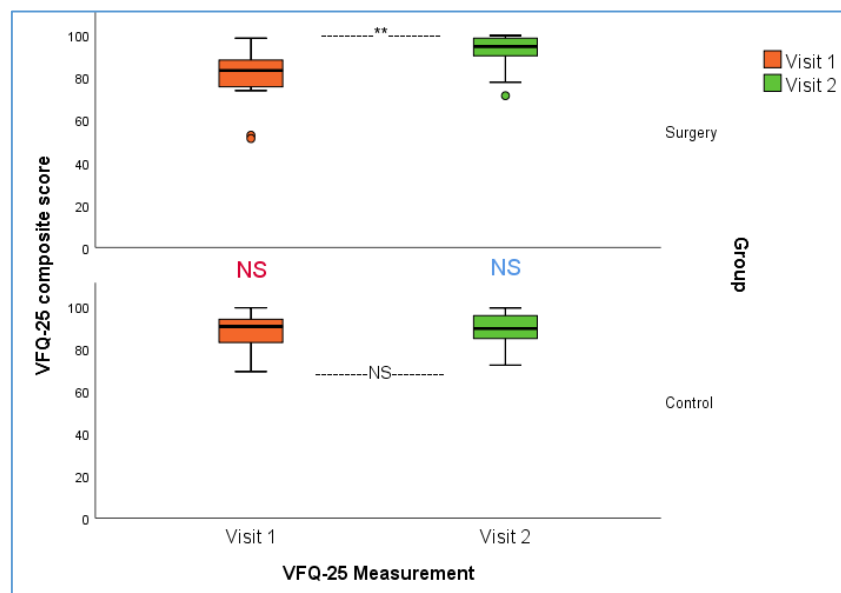 100
80
60
40
20
0
---------**---------
Visit 1
Visit 2
Surgery
NS
NS
100
80
60
40
20
0
---------NS---------
Control
VFQ-25 composite score
Group
Visit 1
Visit 2
VFQ-25 Measurement